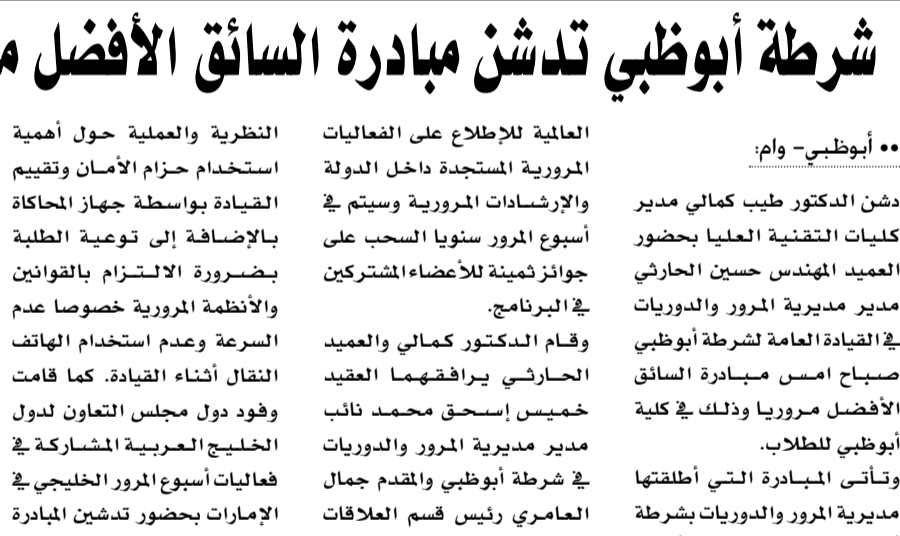 شرطة أبوظبي تدشن مبادرة السائق الأفضل
•• أبوظبي- وام:
دشن الدكتور طيب كمالي مدير
كليات التقنية العليا بحضور
العميد المهندس حسين الحارثي
مدير مديرية المرور والدوريات
في القيادة العامة لشرطة أبوظبي
صباح امس مبادرة السائق
الأفضل مروريا وذلك في كلية
أبوظبي للطلاب.
وتأتى المبادرة التي أطلقتها
مديرية المرور والدوريات بشرطة
العالمية للإطلاع على الفعاليات
المرورية المستجدة داخل الدولة
والإرشادات المرورية وسيتم في
أسبوع المرور سنويا السحب على
جوائز ثمينة للأعضاء المشتركين
في البرنامج.
وقام الدكتور كمالي والعميد
الحارثي يرافقهما العقيد
خميس إسحق محمد نائب
مدير مديرية المرور والدوريات
في شرطة أبوظبي والمقدم جمال
العامري رئيس قسم العلاقات
النظرية والعملية حول أهمية
استخدام حزام الأمان وتقييم
القيادة بواسطة جهاز المحاكاة
بالإضافة إلى توعية الطلبة
بضرورة الالتزام بالقوانين
والأنظمة المرورية خصوصا عدم
السرعة وعدم استخدام الهاتف
النقال أثناء القيادة. كما قامت
وفود دول مجلس التعاون لدول
الخليج العربية المشاركة في
فعاليات أسبوع المرور الخليجي في
الإمارات بحضور تدشين المبادرة